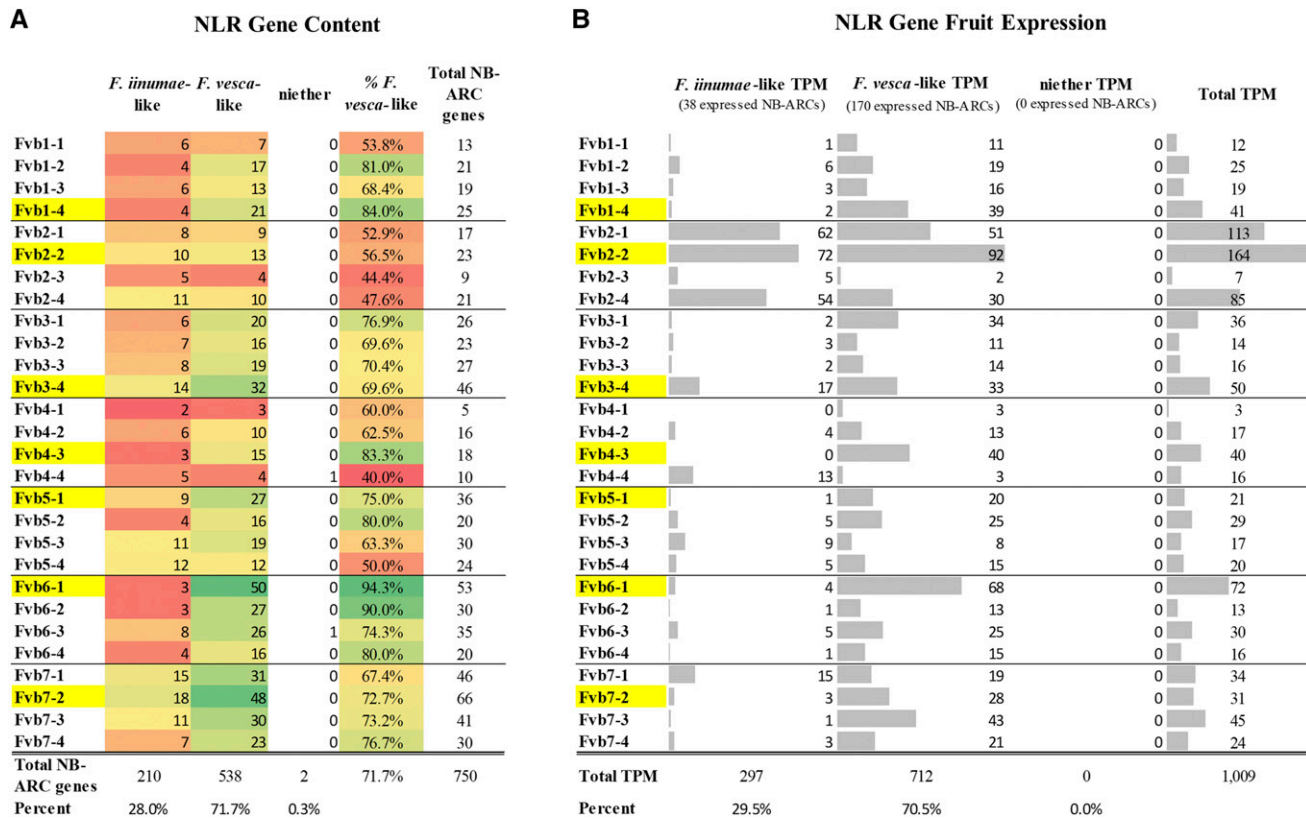 A
NLR Gene Content
F. iinumae-like F. vesca-like niether % F. vesca-like Total NB-ARC genes
Fvb1-1 6 7 0 53.8% 13
Fvb1-2 4 17 0 81.0% 21
Fvb1-3 6 13 0 68.4% 19
Fvb1-4 4 21 0 84.0% 25
Fvb2-1 8 9 0 52.9% 17
Fvb2-2 10 13 0 56.5% 23
Fvb2-3 5 4 0 44.4% 9
Fvb2-4 11 10 0 47.6% 21
Fvb3-1 6 20 0 76.9% 26
Fvb3-2 7 16 0 69.6% 23
Fvb3-3 8 19 0 70.4% 27
Fvb3-4 14 32 0 69.6% 46
Fvb4-1 2 3 0 60.0% 5
Fvb4-2 6 10 0 62.5% 16
Fvb4-3 3 15 0 83.3% 18
Fvb4-4 5 4 1 40.0% 10
Fvb5-1 9 27 0 75.0% 36
Fvb5-2 4 16 0 80.0% 20
Fvb5-3 11 19 0 63.3% 30
Fvb5-4 12 12 0 50.0% 24
Fvb6-1 3 50 0 94.3% 53
Fvb6-2 3 27 0 90.0% 30
Fvb6-3 8 26 1 74.3% 35
Fvb6-4 4 16 0 80.0% 20
Fvb7-1 15 31 0 67.4% 46
Fvb7-2 18 48 0 72.7% 66
Fvb7-3 11 30 0 73.2% 41
Fvb7-4 7 23 0 76.7% 30
Total NB-ARC genes 210 538 2 71.7% 750
Percent 28.0% 71.7% 0.3%
B
NLR Gene Fruit Expression
F. iinumae-like TPM F. vesca-like TPM niether TPM Total TPM
(38 expressed NB-ARCs) (170 expressed NB-ARCs) (0 expressed NB-ARCs)
Fvb1-1 1 11 0 12
Fvb1-2 6 19 0 25
Fvb1-3 3 16 0 19
Fvb1-4 2 39 0 41
Fvb2-1 62 51 0 113
Fvb2-2 72 92 0 164
Fvb2-3 5 2 0 7
Fvb2-4 54 30 0 85
Fvb3-1 2 34 0 36
Fvb3-2 3 11 0 14
Fvb3-3 2 14 0 16
Fvb3-4 17 33 0 50
Fvb4-1 0 3 0 3
Fvb4-2 4 13 0 17
Fvb4-3 0 40 0 40
Fvb4-4 13 3 0 16
Fvb5-1 1 20 0 21
Fvb5-2 5 25 0 29
Fvb5-3 9 8 0 17
Fvb5-4 5 15 0 20
Fvb6-1 4 68 0 72
Fvb6-2 1 13 0 13
Fvb6-3 5 25 0 30
Fvb6-4 1 15 0 16
Fvb7-1 15 19 0 34
Fvb7-2 3 28 0 31
Fvb7-3 1 43 0 45
Fvb7-4 3 21 0 24
Total TPM 297 712 0 1,009
Percent 29.5% 70.5% 0.0%